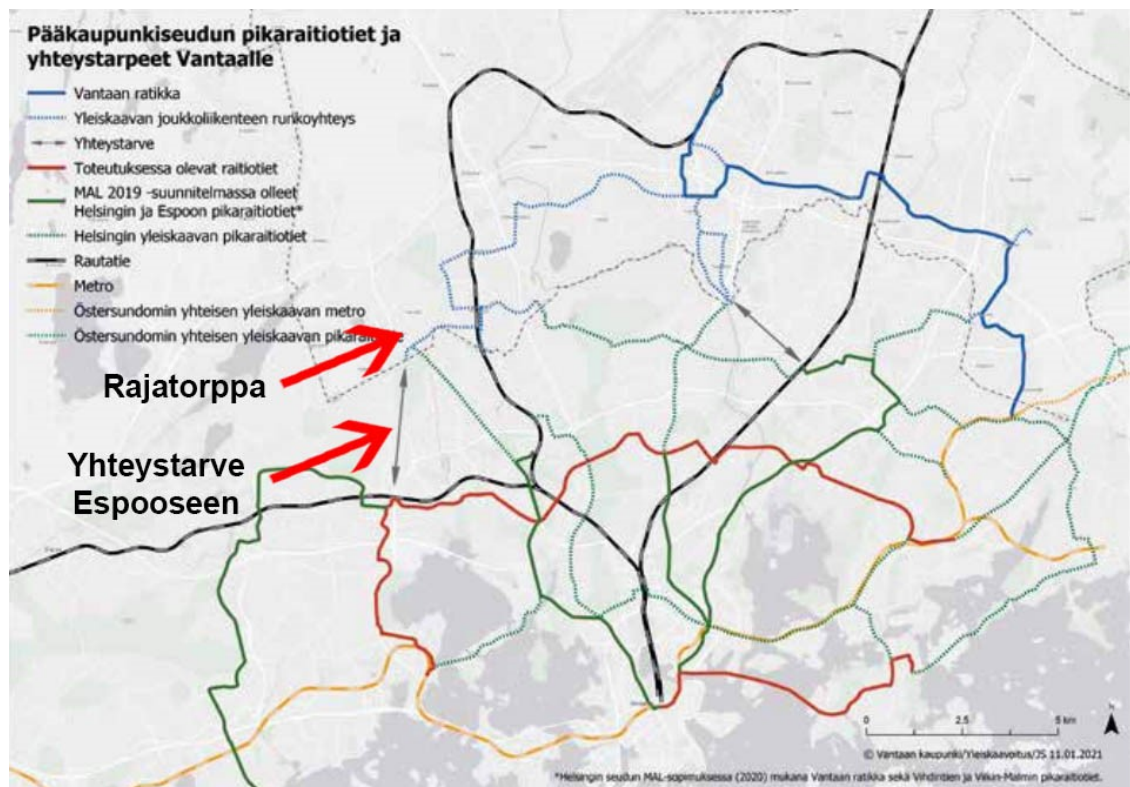 Pääkaupunkiseudun pikaraitiotiet ja
yhteystarpeet Vantaalle
Vantaan ratikka
Yleiskaavan joukkoliikenteen runkoyhteys
Yhteystarve
Toteutuksessa olevat raitiotiet
MAL 2019 -suunnitelmassa olleet
Helsingin ja Espoon pikaraitiotiet*
Helsingin yleiskaavan pikaraitiotiet
Rautatie
Metro
Östersundomin yhteisen yleiskaavan metro
Östersundomin yhteisen yleiskaavan
Rajatorppa
Yhteystarve
Espooseen
0 2,5 5 km
N
© Vantaan kaupunki/Yleiskaavoitus/JS 11.01.2021
*Helsingin seudun MAL-sopimuksessa (2020) mukana Vantaan ratikka sekä Vihdintien ja Viikin-Malmin pikaraitiotiet.